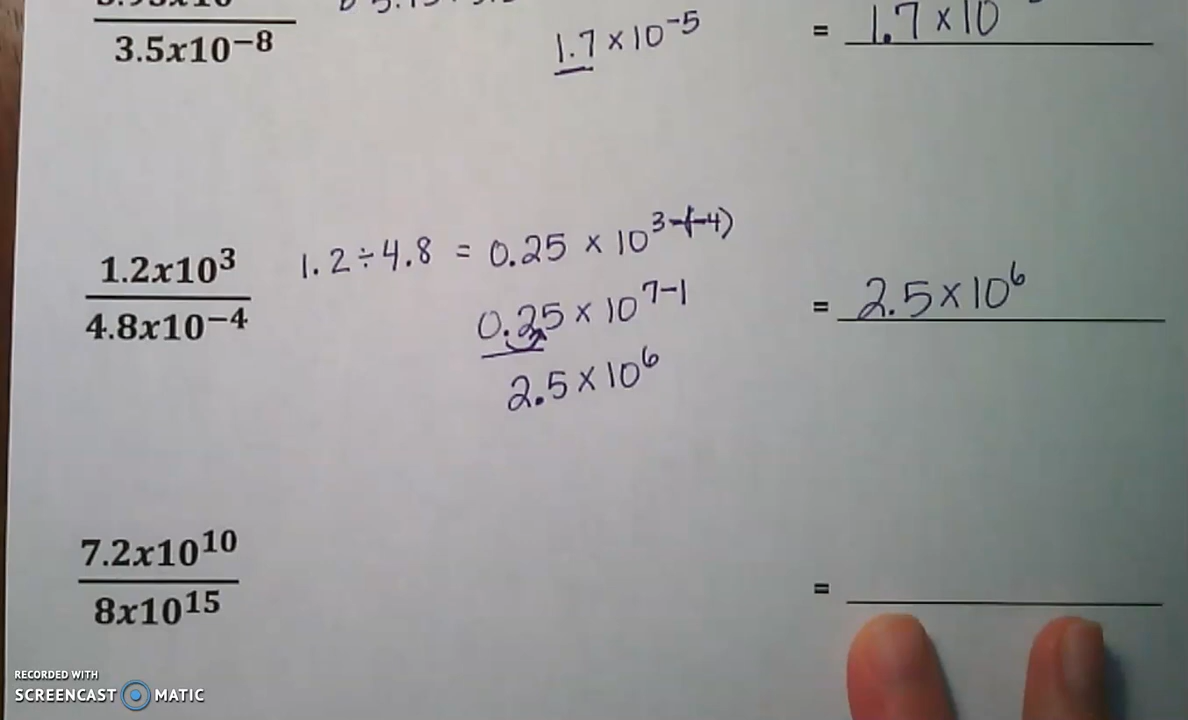 3.5x10⁻⁸
1.7 × 10⁻⁵
= 1.7 × 10
1.2x10³
4.8x10⁻⁴
1.2 ÷ 4.8 = 0.25 × 10³⁻⁽⁻⁴⁾
0.25 × 10⁷⁻¹
2.5 × 10⁶
= 2.5 × 10⁶
7.2x10¹⁰
8x10¹⁵
=
RECORDED WITH
SCREENCAST MATIC